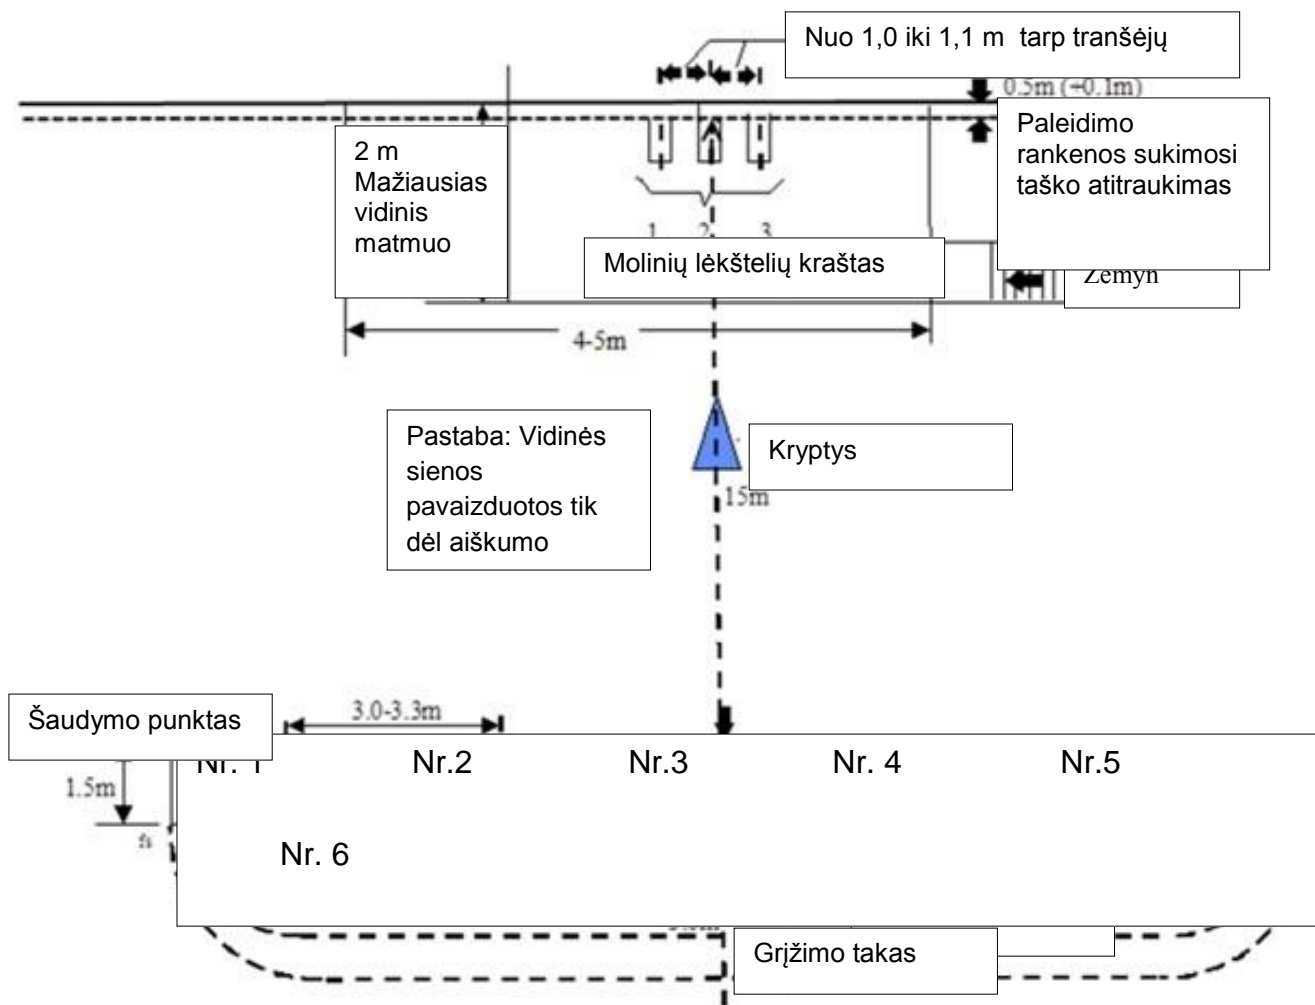 Nuo 1,0 iki 1,1 m tarp tranšėjų
0.5m (+0.1m)
Paleidimo
rankenos sukimosi
taško atitraukimas
2 m
Mažiausias
vidinis
matmuo
1 2 3
Molinių lėkštelių kraštas
Žemyn
4-5m
Pastaba: Vidinės
sienos
pavaizduotos tik
dėl aiškumo
Kryptys
15m
Šaudymo punktas
3.0-3.3m
Nr. 1 Nr.2 Nr.3 Nr. 4 Nr.5
1.5m
Nr. 6
Grįžimo takas